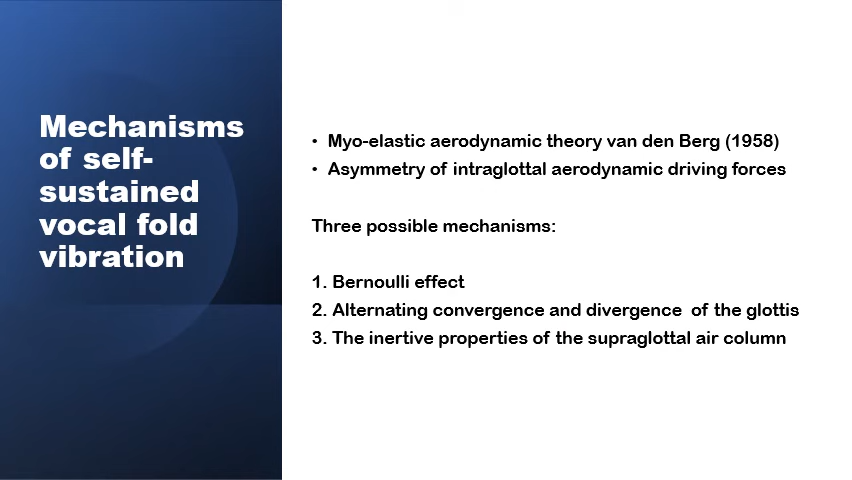 Mechanisms
of self-
sustained
vocal fold
vibration
• Myo-elastic aerodynamic theory van den Berg (1958)
• Asymmetry of intraglottal aerodynamic driving forces
Three possible mechanisms:
1. Bernoulli effect
2. Alternating convergence and divergence of the glottis
3. The inertive properties of the supraglottal air column